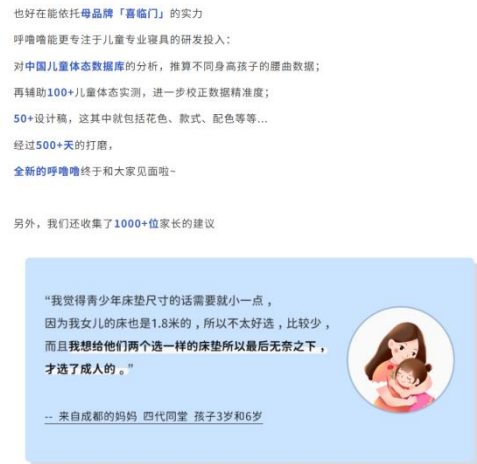 也好在能依托母品牌「喜临门」的实力
呼噜噜能更专注于儿童专业寝具的研发投入：
对中国儿童体态数据库的分析，推算不同身高孩子的腰曲数据；
再辅助100+儿童体态实测，进一步校正数据精准度；
50+设计稿，这其中就包括花色、款式、配色等等...
经过500+天的打磨，
全新的呼噜噜终于和大家见面啦~
另外，我们还收集了1000+位家长的建议
“我觉得青少年床垫尺寸的话需要就小一点，
因为我女儿的床也是1.8米的，所以不太好选，比较少，
而且我想给他们两个选一样的床垫所以最后无奈之下，
才选了成人的。”
-- 来自成都的妈妈 四代同堂 孩子3岁和6岁